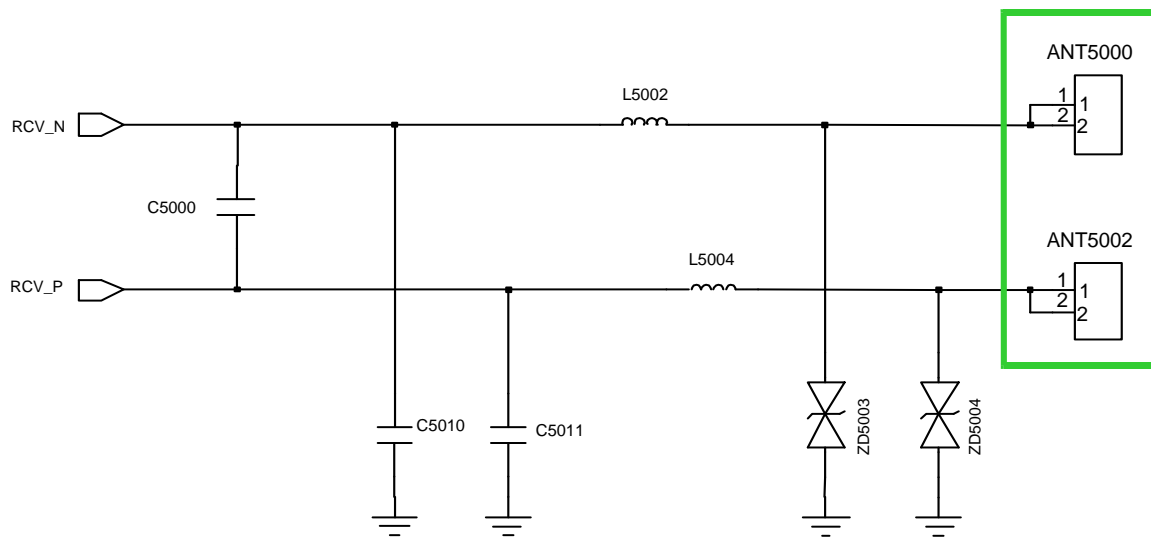 ANT5000
L5002
1
1
RCV_N
2
2
C5000
ANT5002
L5004
RCV_P
1
1
2
2
C5010
C5011
ZD5003
ZD5004